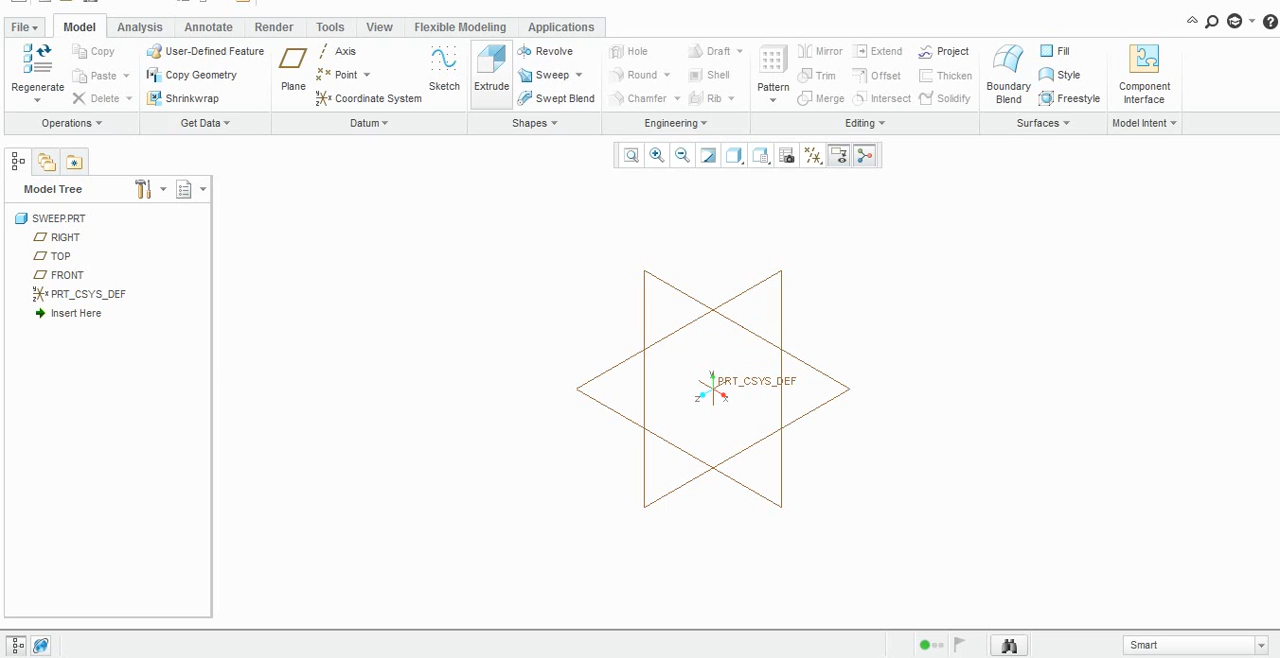 File Model Analysis Annotate Render Tools View Flexible Modeling Applications
Regenerate Copy User-Defined Feature Plane Axis Sketch Extrude Revolve Hole Draft Pattern Mirror Extend Project Boundary Blend Fill Component Interface
Paste Copy Geometry Point Sweep Round Shell Trim Offset Thicken Style
Delete Shrinkwrap Coordinate System Swept Blend Chamfer Rib Merge Intersect Solidify Freestyle
Operations Get Data Datum Shapes Engineering Editing Surfaces Model Intent
Model Tree
SWEEP.PRT
RIGHT
TOP
FRONT
PRT_CSYS_DEF
Insert Here
Y
PRT_CSYS_DEF
Z X
Smart